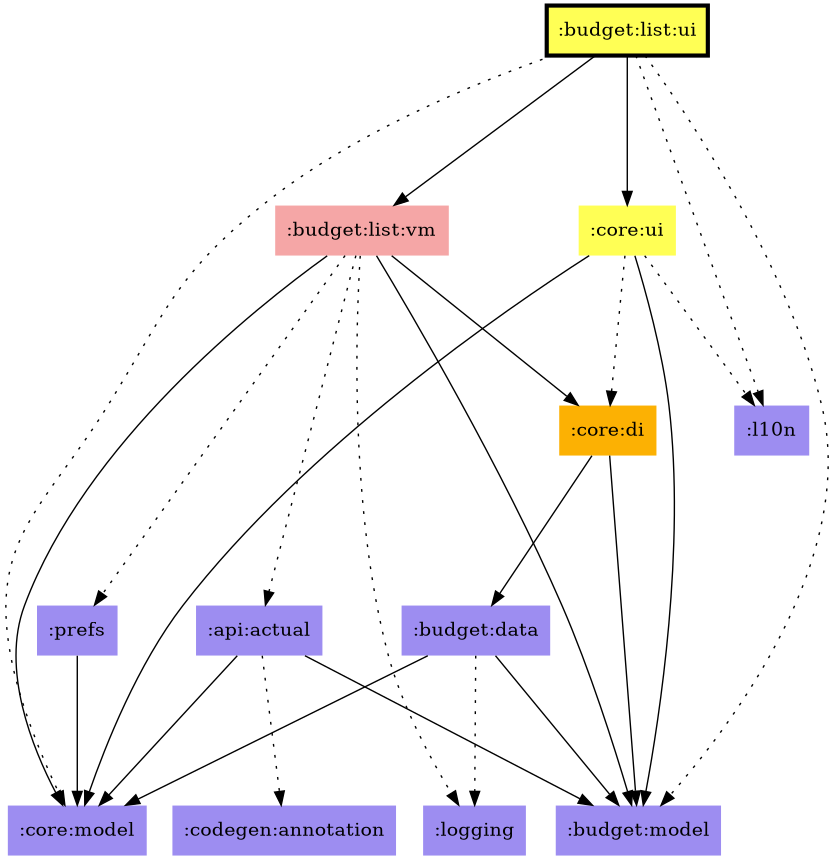 :budget:list:ui
:budget:list:vm
:core:ui
:core:di
:l10n
:prefs
:api:actual
:budget:data
:core:model
:codegen:annotation
:logging
:budget:model